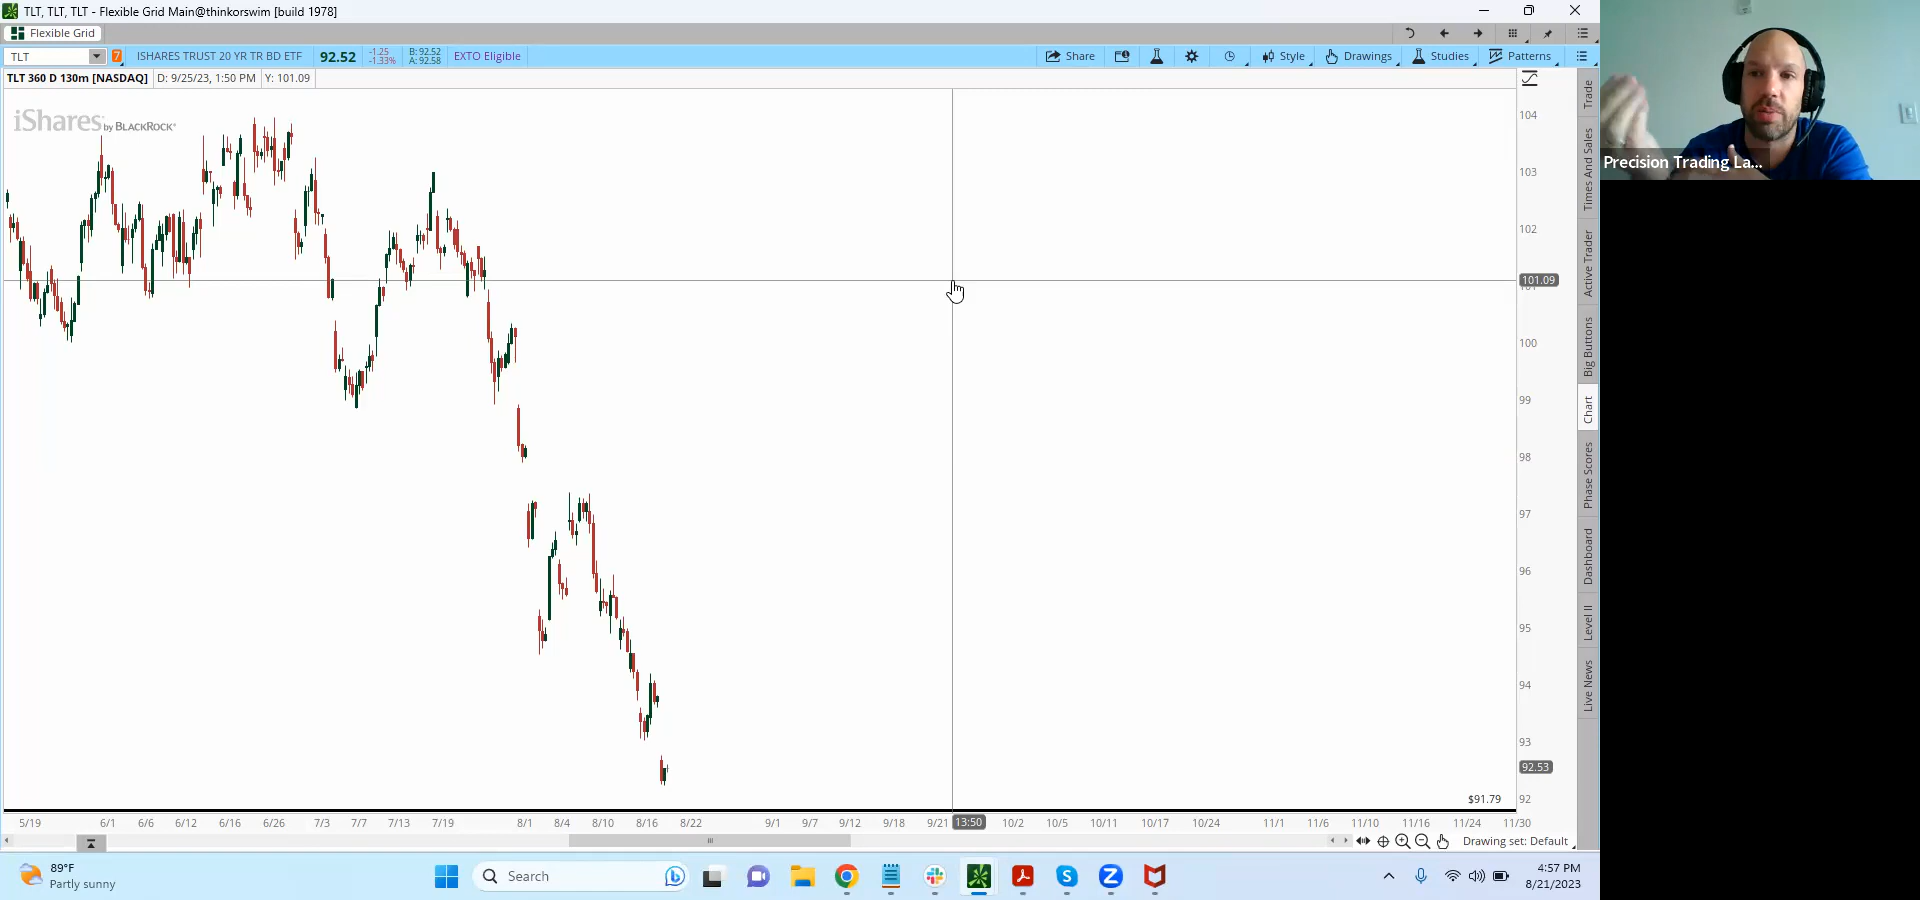 TLT, TLT, TLT - Flexible Grid Main@thinkorswim [build 1978]
Flexible Grid
TLT 7 ISHARES TRUST 20 YR TR BD ETF 92.52 -1.25 -1.33% B: 92.52 A: 92.58 EXTO Eligible Share Style Drawings Studies Patterns
TLT 360 D 130m [NASDAQ] D: 9/25/23, 1:50 PM Y: 101.09
iShares by BLACKROCK®
104
103
102
101.09
100
99
98
97
96
95
94
93
92.53
$91.79 92
5/19 6/1 6/6 6/12 6/16 6/26 7/3 7/7 7/13 7/19 8/1 8/4 8/10 8/16 8/22 9/1 9/7 9/12 9/18 9/21 13:50 10/2 10/5 10/11 10/17 10/24 11/1 11/7 11/10 11/16 11/24 11/30
Drawing set: Default
Trade
Times And Sales
Active Trader
Big Buttons
Chart
Phase Scores
Dashboard
Level II
Live News
Precision Trading La...
89°F
Partly sunny
Search
4:57 PM
8/21/2023